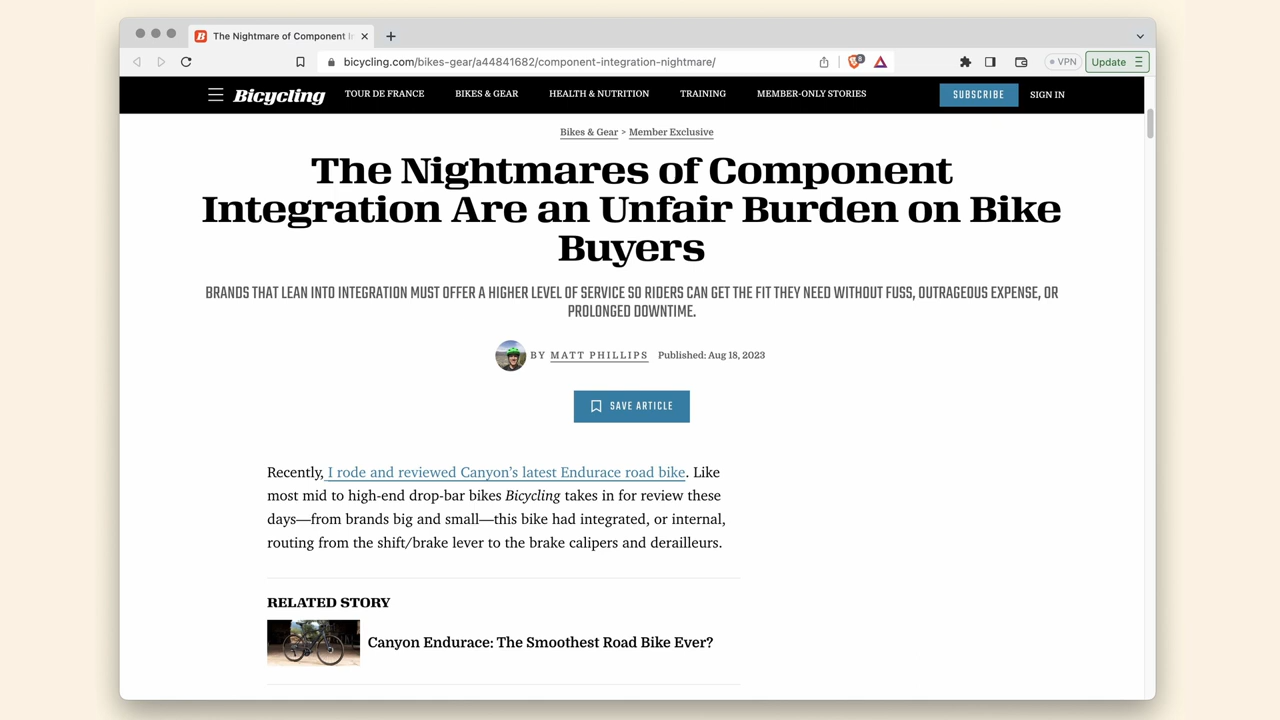 The Nightmare of Component I
bicycling.com/bikes-gear/a44841682/component-integration-nightmare/
8
VPN
Update
Bicycling
TOUR DE FRANCE
BIKES & GEAR
HEALTH & NUTRITION
TRAINING
MEMBER-ONLY STORIES
SUBSCRIBE
SIGN IN
Bikes & Gear > Member Exclusive
The Nightmares of Component
Integration Are an Unfair Burden on Bike
Buyers
BRANDS THAT LEAN INTO INTEGRATION MUST OFFER A HIGHER LEVEL OF SERVICE SO RIDERS CAN GET THE FIT THEY NEED WITHOUT FUSS, OUTRAGEOUS EXPENSE, OR
PROLONGED DOWNTIME.
BY MATT PHILLIPS Published: Aug 18, 2023
SAVE ARTICLE
Recently, I rode and reviewed Canyon's latest Endurace road bike. Like
most mid to high-end drop-bar bikes Bicycling takes in for review these
days—from brands big and small—this bike had integrated, or internal,
routing from the shift/brake lever to the brake calipers and derailleurs.
RELATED STORY
Canyon Endurace: The Smoothest Road Bike Ever?